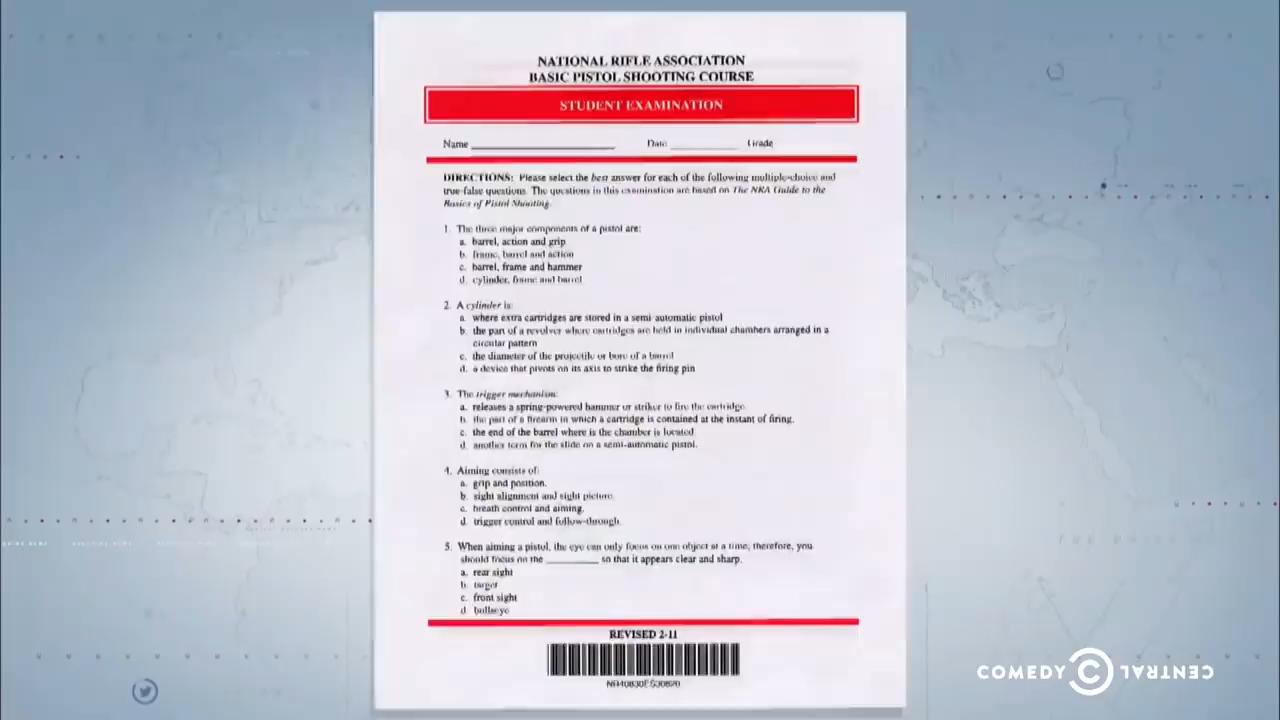 NATIONAL RIFLE ASSOCIATION
BASIC PISTOL SHOOTING COURSE
STUDENT EXAMINATION
Name ____________ Date ____________ Grade
DIRECTIONS: Please select the best answer for each of the following multiple-choice and
true-false questions. The questions in this examination are based on The NRA Guide to the
Basics of Pistol Shooting.
1. The three major components of a pistol are:
a. barrel, action and grip
b. frame, barrel and action
c. barrel, frame and hammer
d. cylinder, frame and barrel
2. A cylinder is:
a. where extra cartridges are stored in a semi-automatic pistol
b. the part of a revolver where cartridges are held in individual chambers arranged in a
circular pattern
c. the diameter of the projectile or bore of a barrel
d. a device that pivots on its axis to strike the firing pin
3. The trigger mechanism:
a. releases a spring-powered hammer or striker to fire the cartridge.
b. the part of a firearm in which a cartridge is contained at the instant of firing.
c. the end of the barrel where is the chamber is located.
d. another term for the slide on a semi-automatic pistol.
4. Aiming consists of:
a. grip and position.
b. sight alignment and sight picture.
c. breath control and aiming.
d. trigger control and follow-through.
5. When aiming a pistol, the eye can only focus on one object at a time, therefore, you
should focus on the ________ so that it appears clear and sharp.
a. rear sight
b. target
c. front sight
d. bullseye
REVISED 2-11
COMEDY CENTRAL